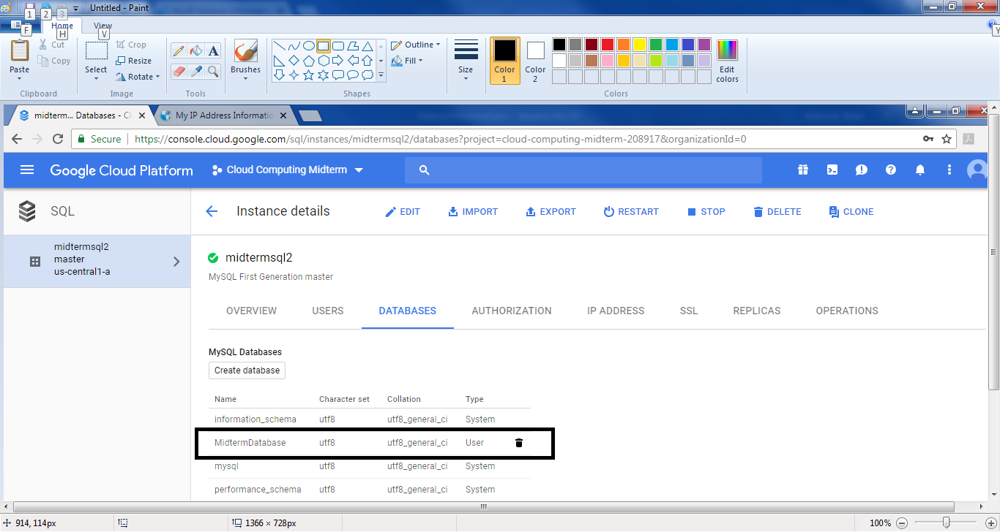 Untitled - Paint
1 2 3
F Home View
H V Y
Paste
Cut
Copy
Clipboard
Select
Crop
Resize
Rotate
Image
A
Tools
Brushes
Outline
Fill
Shapes
Size
Color 1
Color 2
Edit colors
Colors
midterm... Databases - Cl
My IP Address Informatio
Secure https://console.cloud.google.com/sql/instances/midtermsql2/databases?project=cloud-computing-midterm-208917&organizationId=0
Google Cloud Platform Cloud Computing Midterm
SQL
Instance details EDIT IMPORT EXPORT RESTART STOP DELETE CLONE
midtermsql2
master
us-central1-a
midtermsql2
MySQL First Generation master
OVERVIEW USERS DATABASES AUTHORIZATION IP ADDRESS SSL REPLICAS OPERATIONS
MySQL Databases
Create database
Name Character set Collation Type
information_schema utf8 utf8_general_ci System
MidtermDatabase utf8 utf8_general_ci User
mysql utf8 utf8_general_ci System
performance_schema utf8 utf8_general_ci System
914, 114px 1366 × 728px 100%